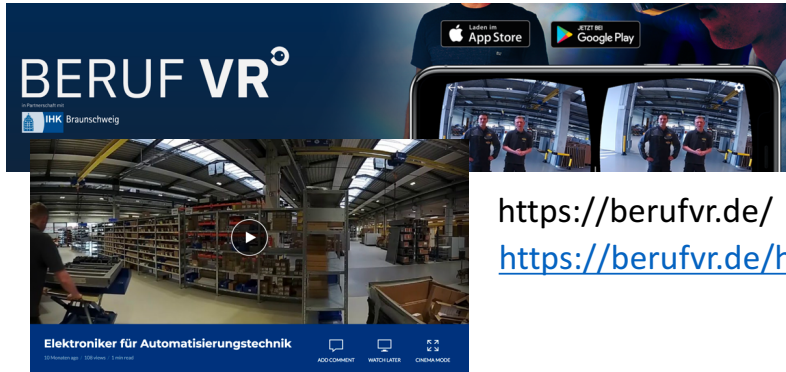 Laden im
App Store
JETZT BEI
Google Play
BERUF VR
in Partnerschaft mit
IHK Braunschweig
https://berufvr.de/
https://berufvr.de/h
Elektroniker für Automatisierungstechnik
10 Monaten ago / 108 views / 1 min read
ADD COMMENT
WATCH LATER
CINEMA MODE